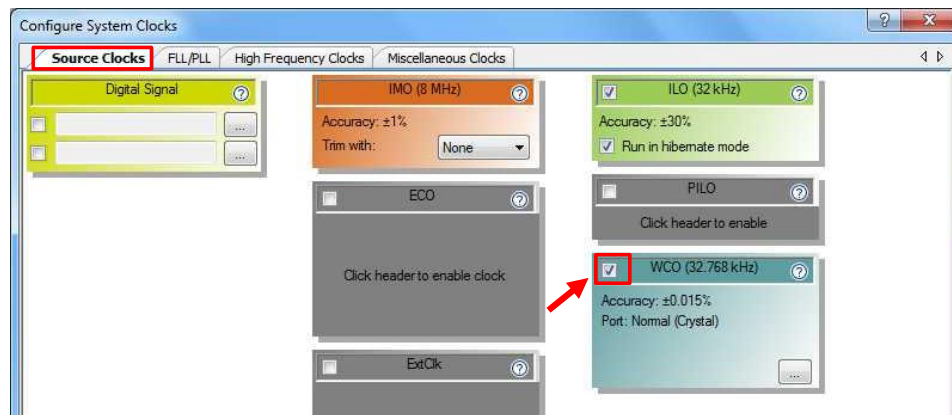 Configure System Clocks
?
X
Source Clocks
FLL/PLL
High Frequency Clocks
Miscellaneous Clocks
Digital Signal
?
...
...
IMO (8 MHz)
?
Accuracy: ±1%
Trim with:
None
ECO
?
Click header to enable clock
ExtClk
?
ILO (32 kHz)
?
Accuracy: ±30%
Run in hibernate mode
PILO
?
Click header to enable
WCO (32.768 kHz)
?
Accuracy: ±0.015%
Port: Normal (Crystal)
...